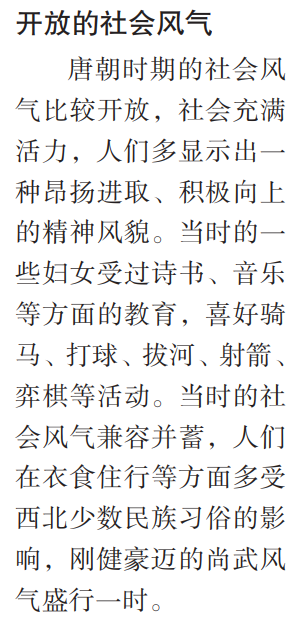 开放的社会风气
唐朝时期的社会风
气比较开放，社会充满
活力，人们多显示出一
种昂扬进取、积极向上
的精神风貌。当时的一
些妇女受过诗书、音乐
等方面的教育，喜好骑
马、打球、拔河、射箭、
弈棋等活动。当时的社
会风气兼容并蓄，人们
在衣食住行等方面多受
西北少数民族习俗的影
响，刚健豪迈的尚武风
气盛行一时。